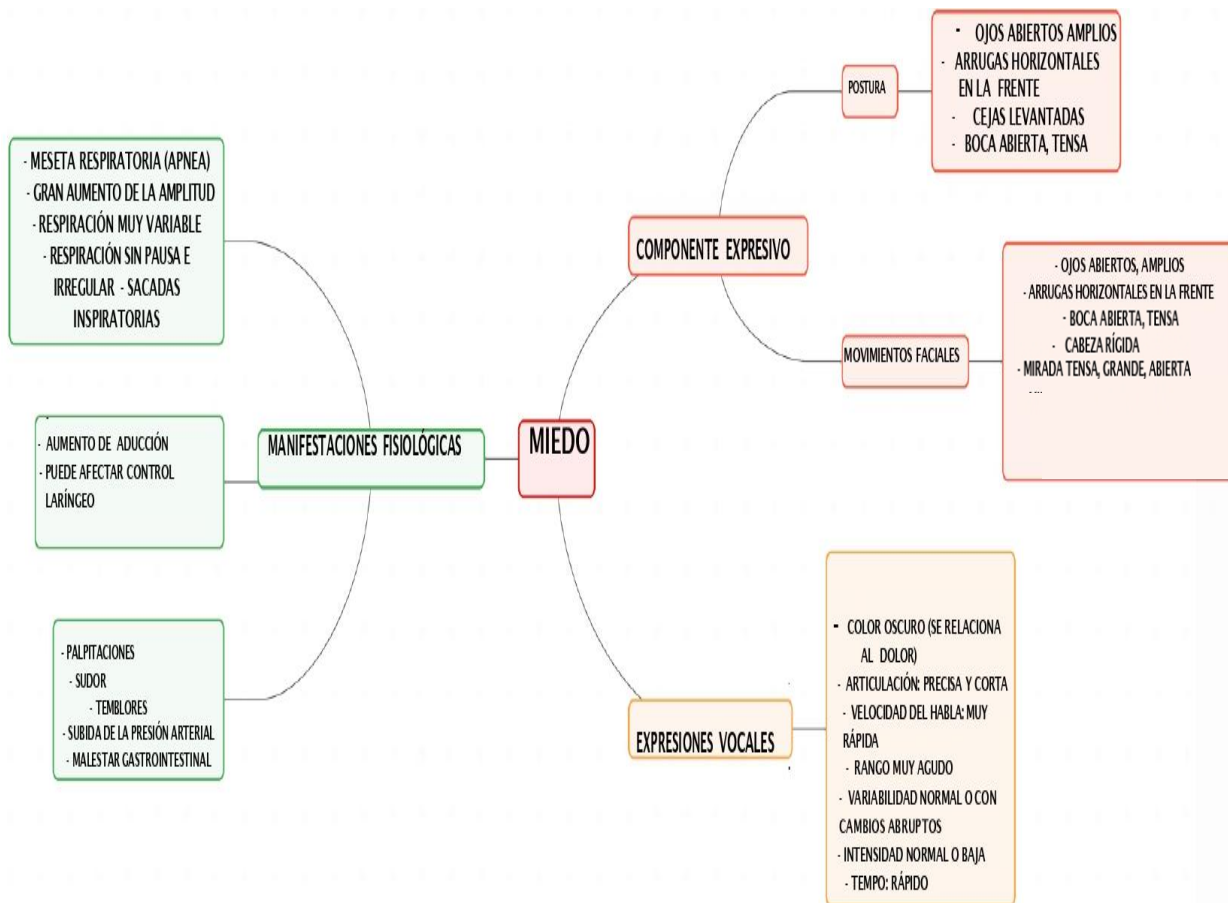 - MESETA RESPIRATORIA (APNEA)
- GRAN AUMENTO DE LA AMPLITUD
- RESPIRACIÓN MUY VARIABLE
- RESPIRACIÓN SIN PAUSA E
IRREGULAR - SACADAS
INSPIRATORIAS
- AUMENTO DE ADUCCIÓN
- PUEDE AFECTAR CONTROL
LARÍNGEO
- PALPITACIONES
- SUDOR
- TEMBLORES
- SUBIDA DE LA PRESIÓN ARTERIAL
- MALESTAR GASTROINTESTINAL
MANIFESTACIONES FISIOLÓGICAS
MIEDO
COMPONENTE EXPRESIVO
POSTURA
- OJOS ABIERTOS AMPLIOS
- ARRUGAS HORIZONTALES
EN LA FRENTE
- CEJAS LEVANTADAS
- BOCA ABIERTA, TENSA
MOVIMIENTOS FACIALES
- OJOS ABIERTOS, AMPLIOS
- ARRUGAS HORIZONTALES EN LA FRENTE
- BOCA ABIERTA, TENSA
- CABEZA RÍGIDA
- MIRADA TENSA, GRANDE, ABIERTA
EXPRESIONES VOCALES
- COLOR OSCURO (SE RELACIONA
AL DOLOR)
- ARTICULACIÓN: PRECISA Y CORTA
- VELOCIDAD DEL HABLA: MUY
RÁPIDA
- RANGO MUY AGUDO
- VARIABILIDAD NORMAL O CON
CAMBIOS ABRUPTOS
- INTENSIDAD NORMAL O BAJA
- TEMPO: RÁPIDO